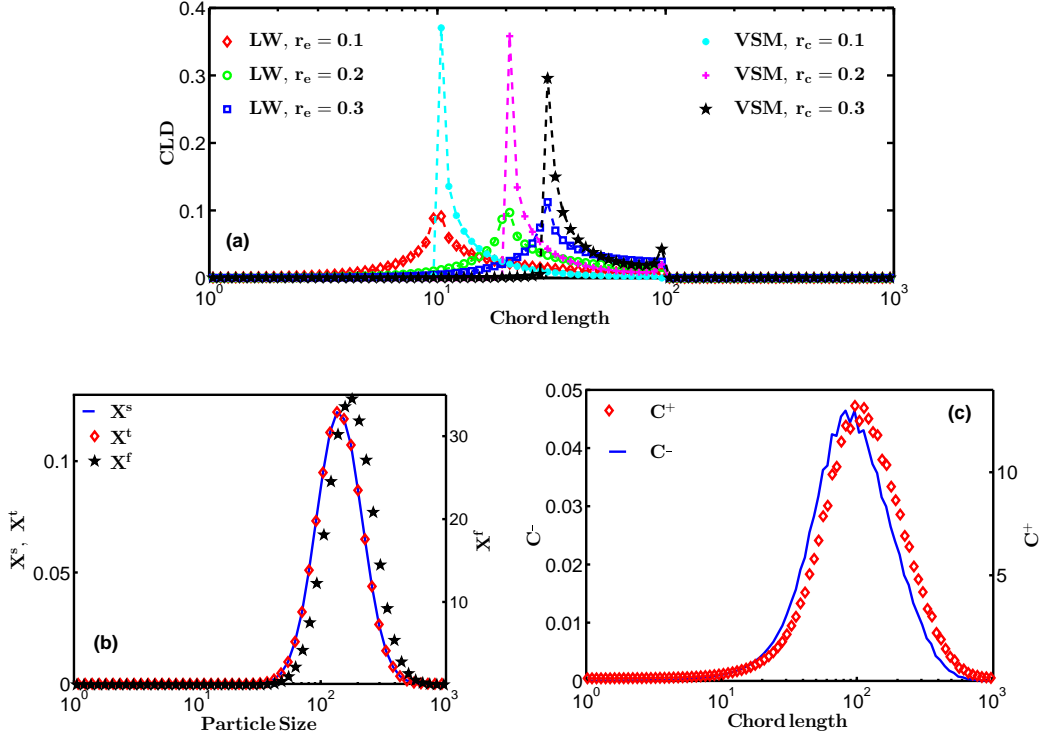 0.4
0.3
0.2
0.1
0
CLD
LW, r_e = 0.1
LW, r_e = 0.2
LW, r_e = 0.3
VSM, r_c = 0.1
VSM, r_c = 0.2
VSM, r_c = 0.3
(a)
10^0 10^1 10^2 10^3
Chord length
X^s
X^t
X^f
0.1
0.05
0
X^s, X^t
30
20
10
X^f
(b)
10^0 10^1 10^2 10^3
Particle Size
0.05
0.04
0.03
0.02
0.01
0
C^-
C^+
C^-
(c)
10
5
C^+
10^0 10^1 10^2 10^3
Chord length